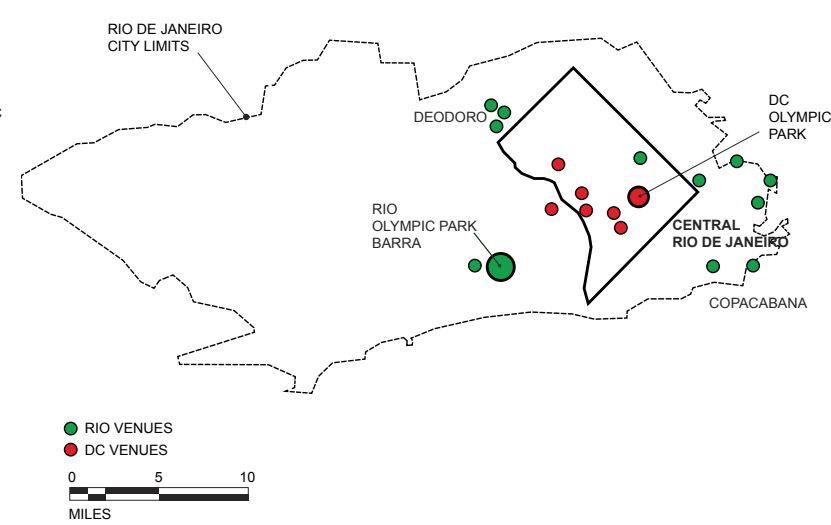 RIO DE JANEIRO
CITY LIMITS
DC
OLYMPIC
PARK
DEODORO
RIO
OLYMPIC PARK
BARRA
CENTRAL
RIO DE JANEIRO
COPACABANA
RIO VENUES
DC VENUES
0 5 10
MILES